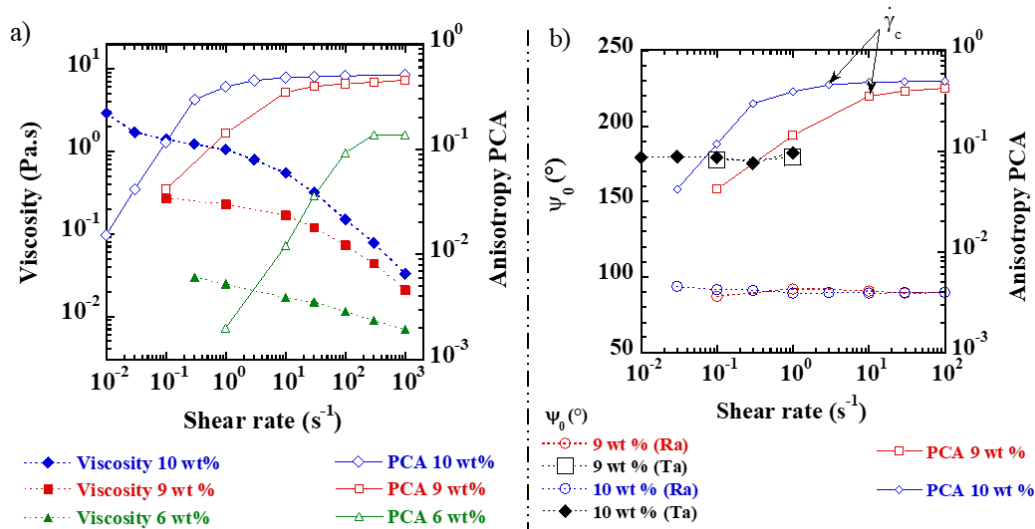 a)
Viscosity (Pa.s)
10¹
10⁰
10⁻¹
10⁻²
10⁻² 10⁻¹ 10⁰ 10¹ 10² 10³
Shear rate (s⁻¹)
10⁰
10⁻¹
10⁻²
10⁻³
Anisotropy PCA
Viscosity 10 wt%
Viscosity 9 wt %
Viscosity 6 wt%
PCA 10 wt%
PCA 9 wt%
PCA 6 wt%
b)
γ̇c
Ψ₀ (°)
250
200
150
100
50
10⁻² 10⁻¹ 10⁰ 10¹ 10²
Shear rate (s⁻¹)
10⁰
10⁻¹
10⁻²
10⁻³
Anisotropy PCA
Ψ₀ (°)
9 wt % (Ra)
9 wt % (Ta)
10 wt % (Ra)
10 wt % (Ta)
PCA 9 wt %
PCA 10 wt%